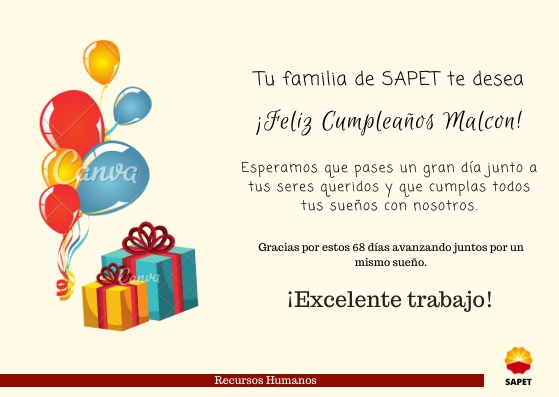 Tu familia de SAPET te desea
¡Feliz Cumpleaños Malcon!
Esperamos que pases un gran día junto a
tus seres queridos y que cumplas todos
tus sueños con nosotros.
Gracias por estos 68 días avanzando juntos por un
mismo sueño.
¡Excelente trabajo!
Canva
Canva
Recursos Humanos
SAPET